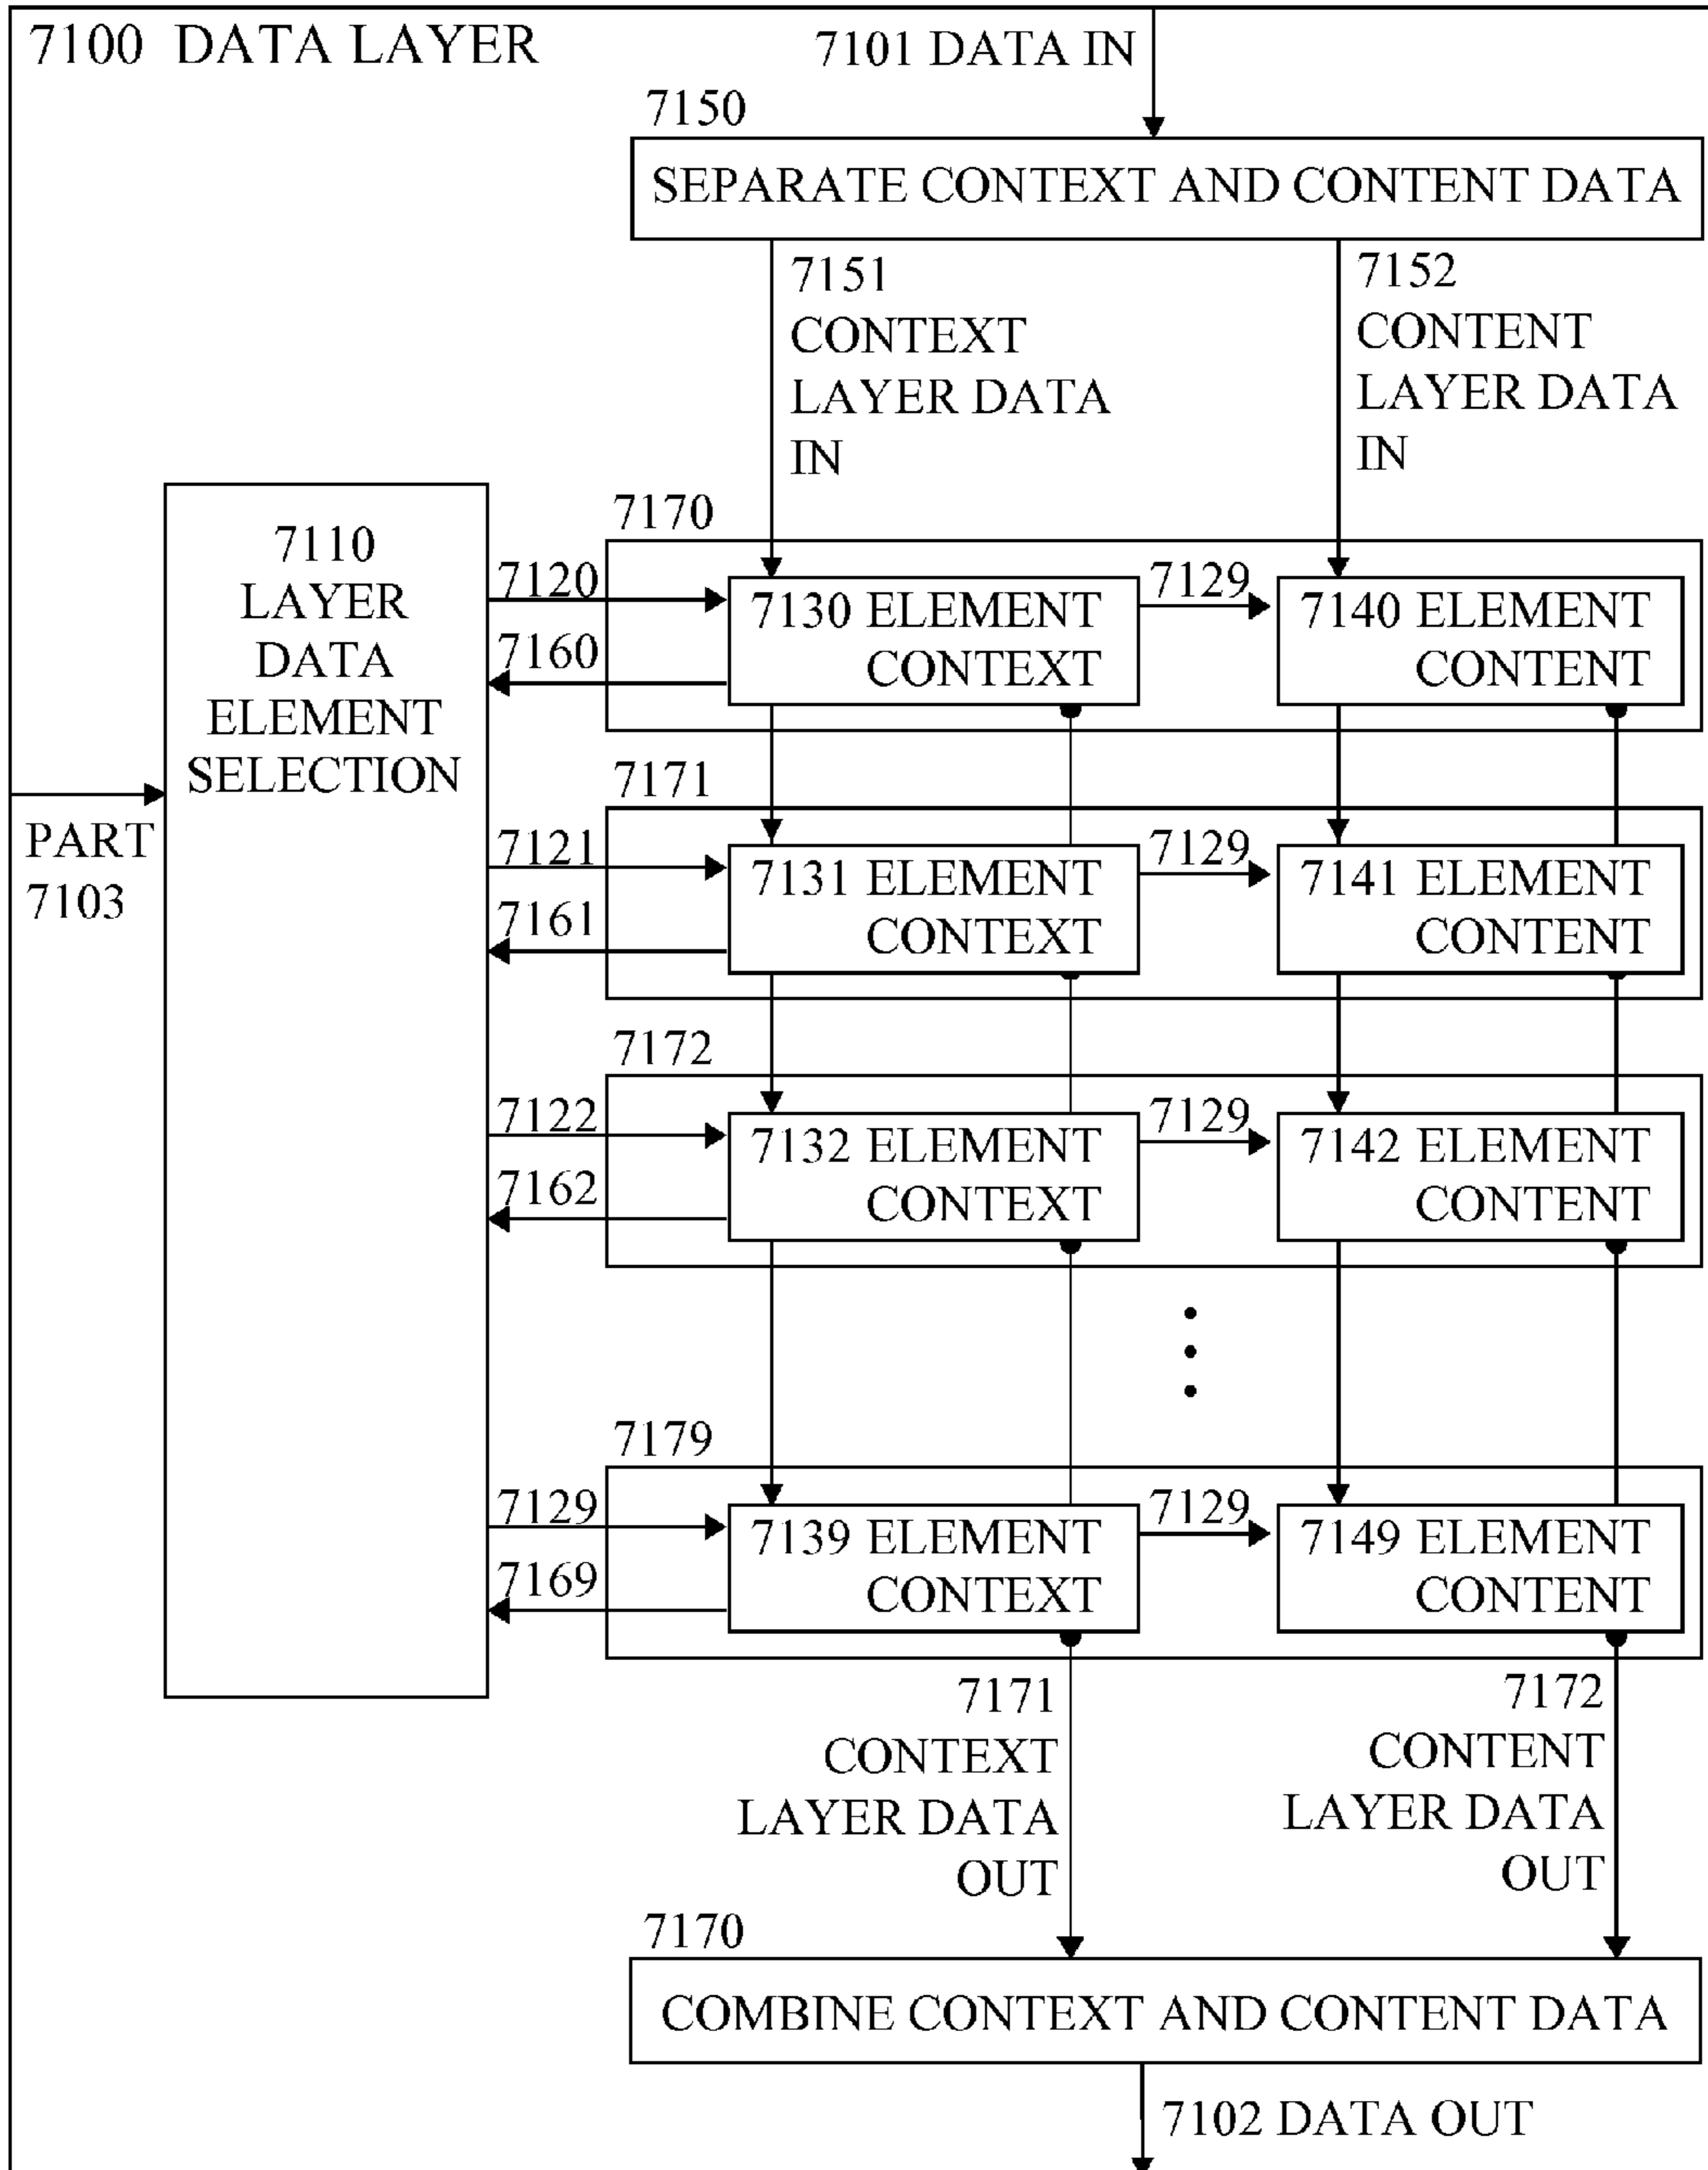 7100 DATA LAYER
7101 DATA IN
7150
SEPARATE CONTEXT AND CONTENT DATA
7151
CONTEXT
LAYER DATA
IN
7152
CONTENT
LAYER DATA
IN
PART
7103
7110
LAYER
DATA
ELEMENT
SELECTION
7170
7120
7160
7130 ELEMENT
CONTEXT
7129
7140 ELEMENT
CONTENT
7171
7121
7161
7131 ELEMENT
CONTEXT
7129
7141 ELEMENT
CONTENT
7172
7122
7162
7132 ELEMENT
CONTEXT
7129
7142 ELEMENT
CONTENT
7179
7129
7169
7139 ELEMENT
CONTEXT
7129
7149 ELEMENT
CONTENT
7171
CONTEXT
LAYER DATA
OUT
7172
CONTENT
LAYER DATA
OUT
7170
COMBINE CONTEXT AND CONTENT DATA
7102 DATA OUT